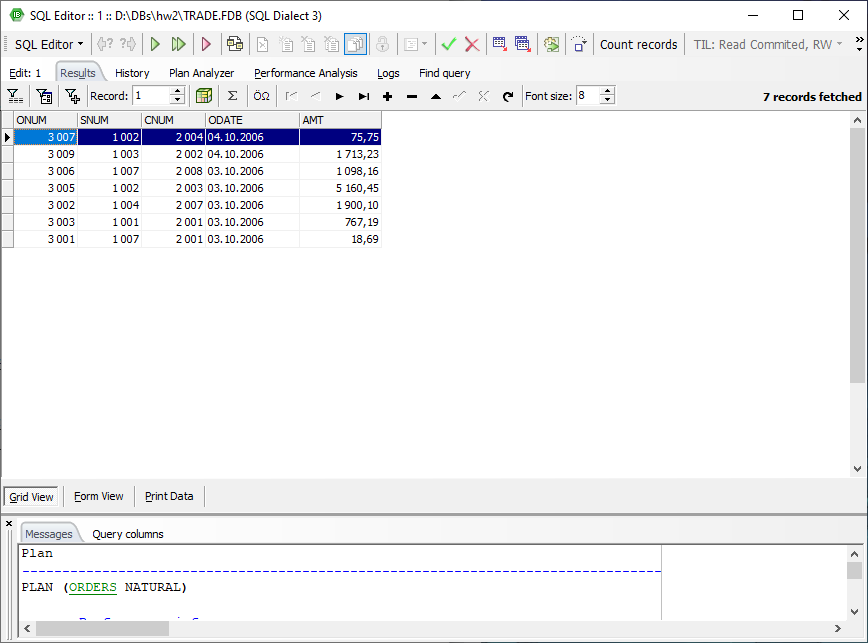 SQL Editor :: 1 :: D:\DBs\hw2\TRADE.FDB (SQL Dialect 3)
SQL Editor Count records TIL: Read Commited, RW
Edit: 1 Results History Plan Analyzer Performance Analysis Logs Find query
Record: 1 Σ ÖΩ Font size: 8 7 records fetched
ONUM SNUM CNUM ODATE AMT
3 007 1 002 2 004 04.10.2006 75,75
3 009 1 003 2 002 04.10.2006 1 713,23
3 006 1 007 2 008 03.10.2006 1 098,16
3 005 1 002 2 003 03.10.2006 5 160,45
3 002 1 004 2 007 03.10.2006 1 900,10
3 003 1 001 2 001 03.10.2006 767,19
3 001 1 007 2 001 03.10.2006 18,69
Grid View Form View Print Data
Messages Query columns
Plan
--------------------------------------------------------------------------------
PLAN (ORDERS NATURAL)